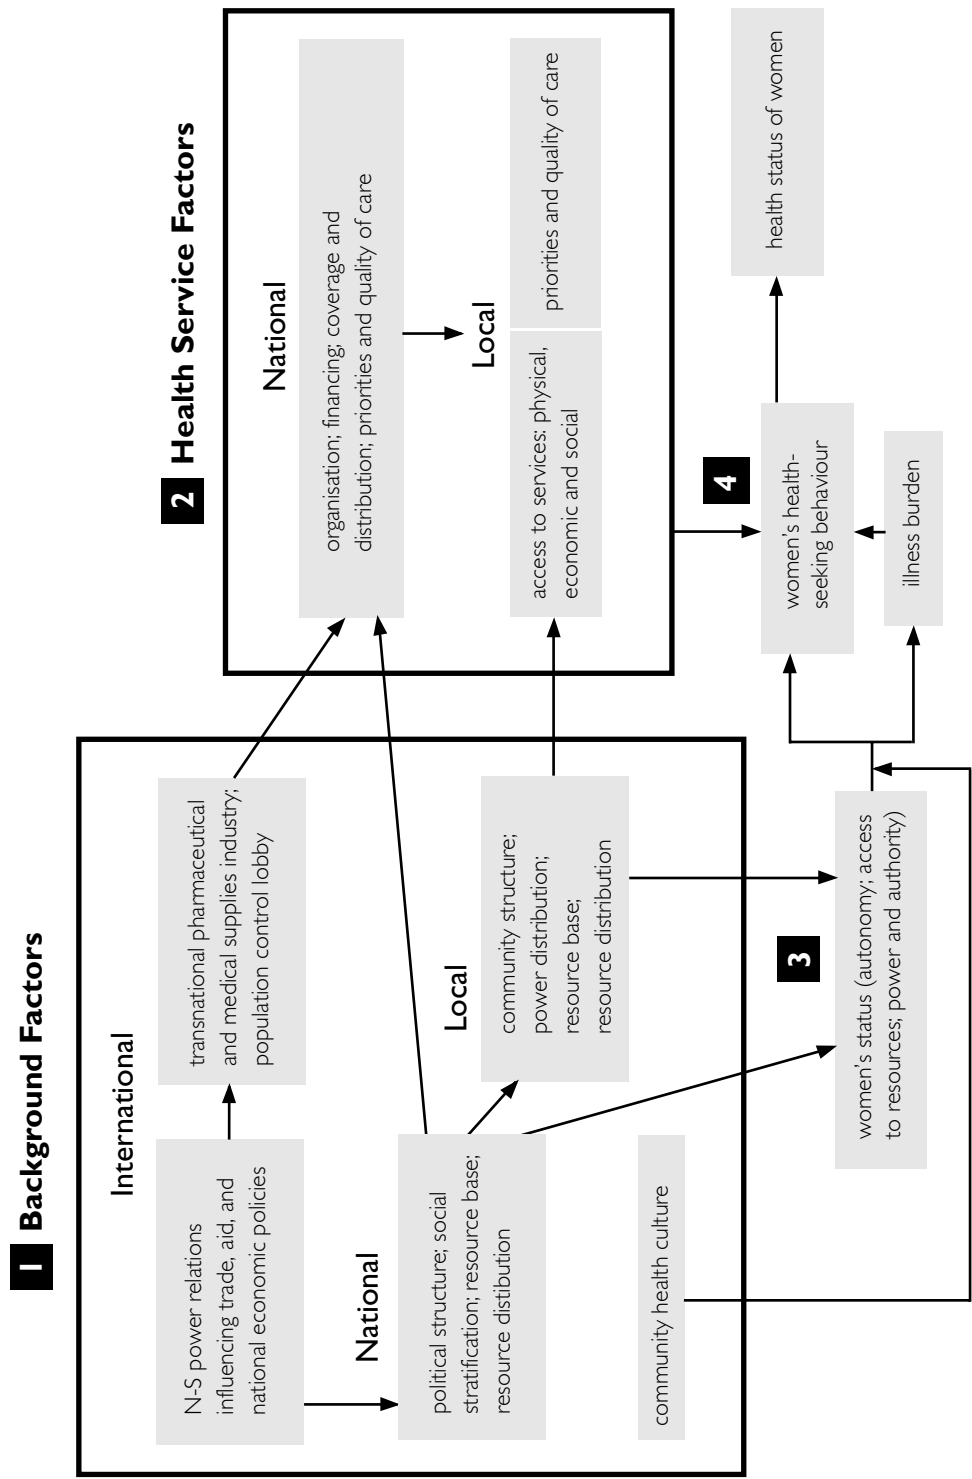 1 Background Factors
International
N-S power relations
influencing trade, aid, and
national economic policies
transnational pharmaceutical
and medical supplies industry;
population control lobby
National
political structure; social
stratification; resource base;
resource distibution
Local
community structure;
power distribution;
resource base;
resource distribution
community health culture
2 Health Service Factors
National
organisation; financing; coverage and
distribution; priorities and quality of care
Local
access to services: physical,
economic and social
priorities and quality of care
3
women's status (autonomy; access
to resources; power and authority)
4
women's health-
seeking behaviour
illness burden
health status of women